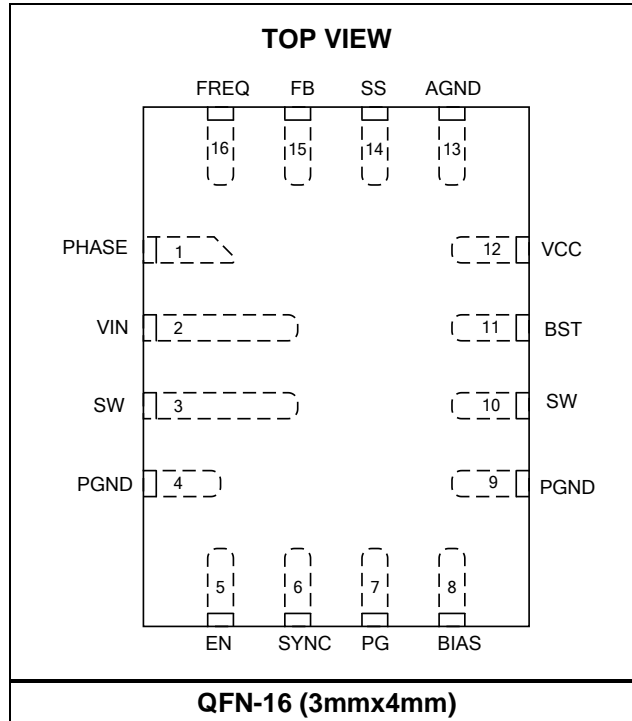 TOP VIEW
FREQ FB SS AGND
16 15 14 13
PHASE 1 12 VCC
VIN 2 11 BST
SW 3 10 SW
PGND 4 9 PGND
5 6 7 8
EN SYNC PG BIAS
QFN-16 (3mmx4mm)